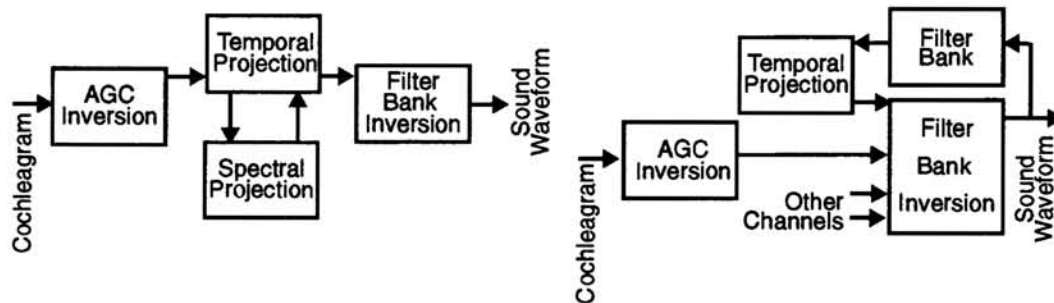 Cochleagram
AGC
Inversion
Temporal
Projection
Spectral
Projection
Filter
Bank
Inversion
Sound
Waveform
Cochleagram
AGC
Inversion
Temporal
Projection
Filter
Bank
Other
Channels
Filter
Bank
Inversion
Sound
Waveform